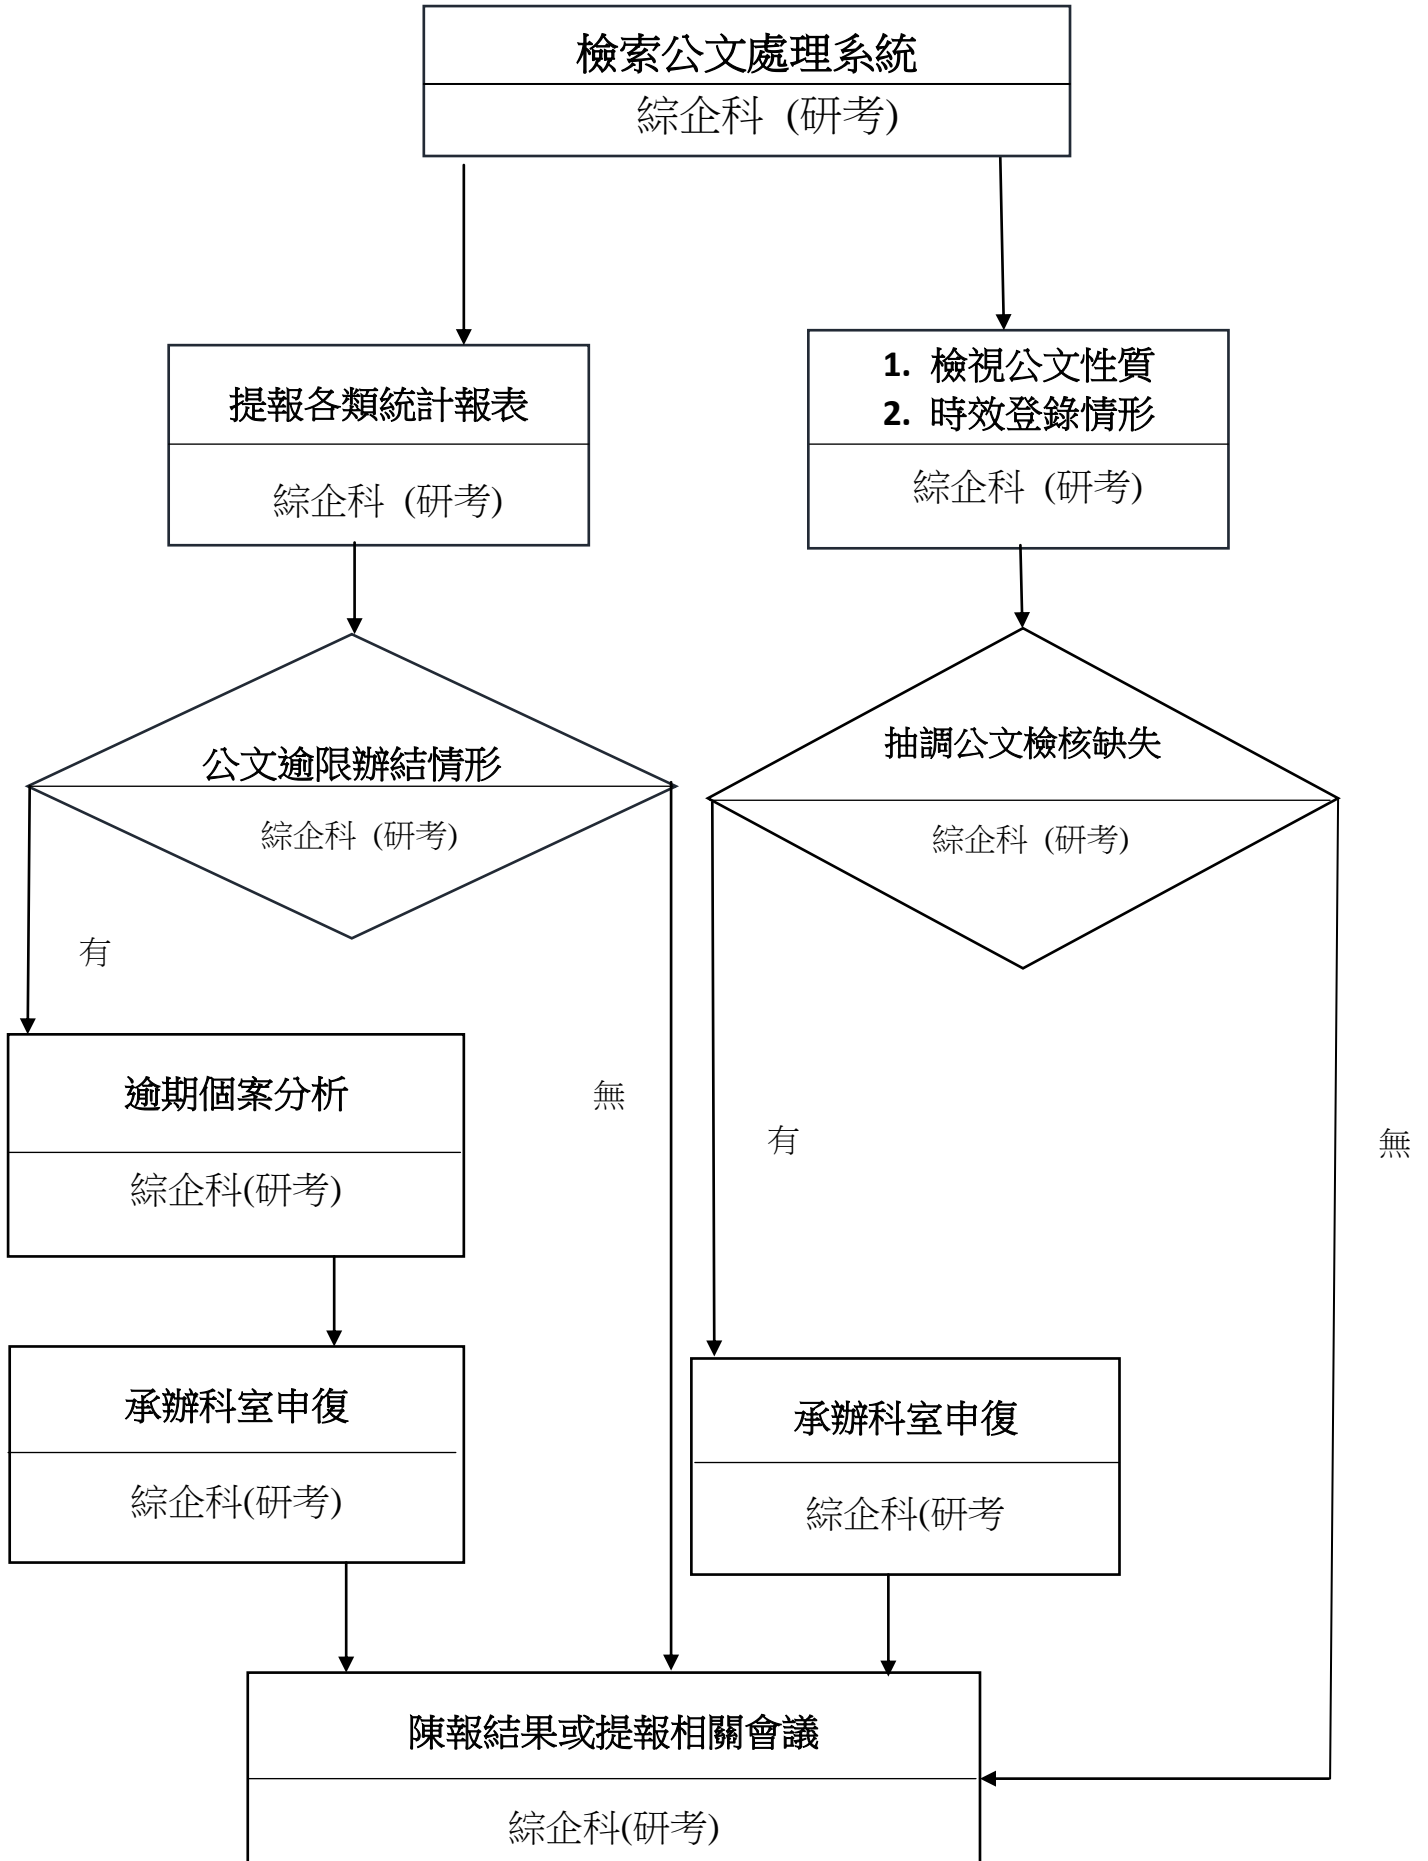 檢索公文處理系統
綜企科 (研考)
提報各類統計報表
綜企科 (研考)
1. 檢視公文性質
2. 時效登錄情形
綜企科 (研考)
公文逾限辦結情形
綜企科 (研考)
抽調公文檢核缺失
綜企科 (研考)
有
無
有
無
逾期個案分析
綜企科(研考)
承辦科室申復
綜企科(研考)
承辦科室申復
綜企科(研考
陳報結果或提報相關會議
綜企科(研考)